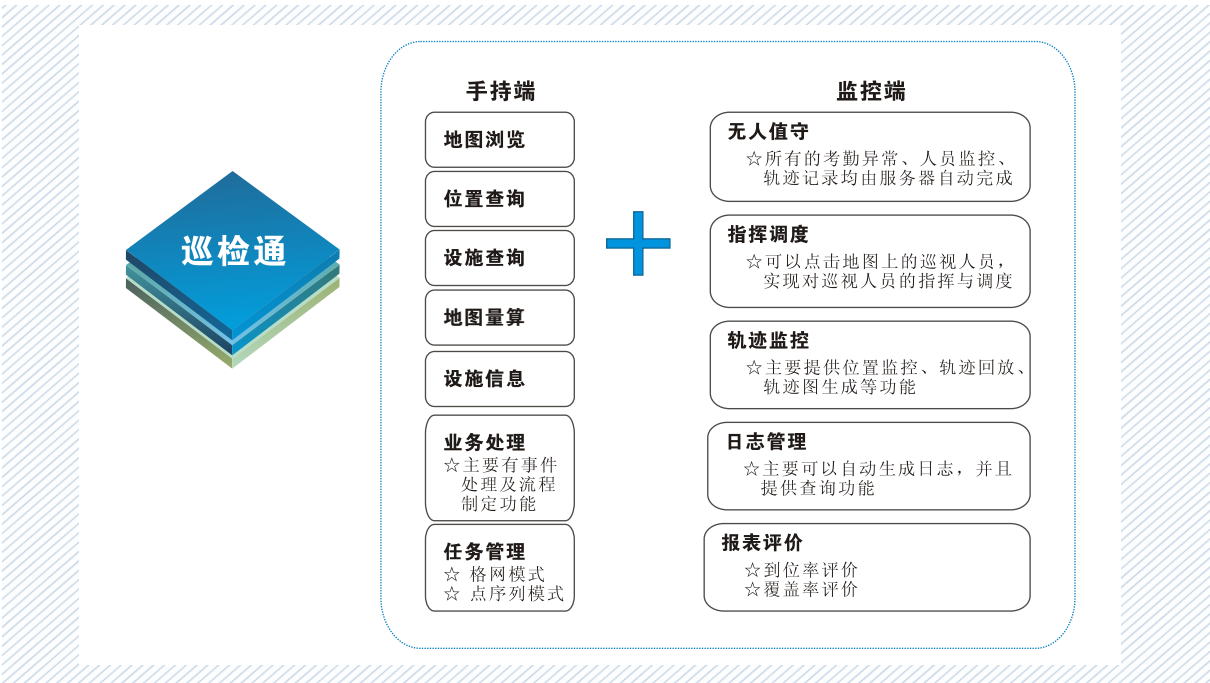 巡检通
手持端
地图浏览
位置查询
设施查询
地图量算
设施信息
业务处理
☆主要有事件
处理及流程
制定功能
任务管理
☆ 格网模式
☆ 点序列模式
监控端
无人值守
☆所有的考勤异常、人员监控、
轨迹记录均由服务器自动完成
指挥调度
☆可以点击地图上的巡视人员，
实现对巡视人员的指挥与调度
轨迹监控
☆主要提供位置监控、轨迹回放、
轨迹图生成等功能
日志管理
☆主要可以自动生成日志，并且
提供查询功能
报表评价
☆到位率评价
☆覆盖率评价